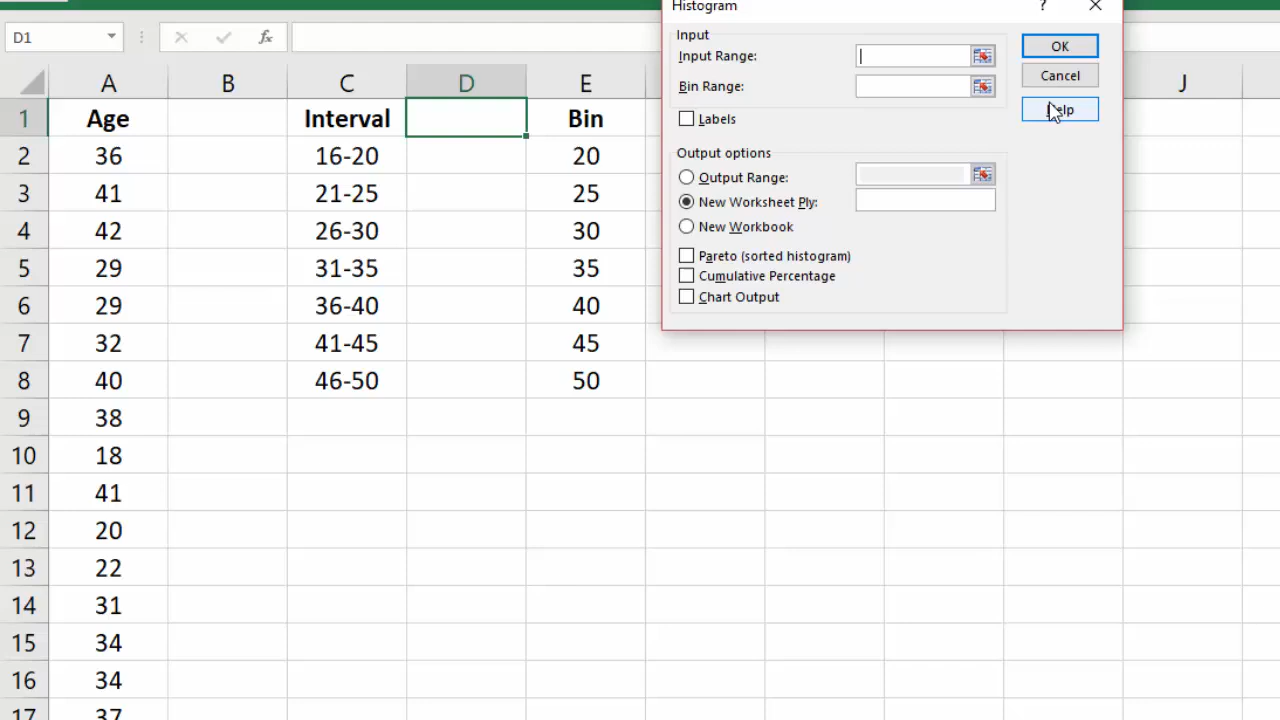 Histogram ?
D1 fx
Input
Input Range: OK
Bin Range: Cancel
Labels
Output options
Output Range:
New Worksheet Ply:
New Workbook
Pareto (sorted histogram)
Cumulative Percentage
Chart Output
A B C D E J
1 Age Interval Bin
2 36 16-20 20
3 41 21-25 25
4 42 26-30 30
5 29 31-35 35
6 29 36-40 40
7 32 41-45 45
8 40 46-50 50
9 38
10 18
11 41
12 20
13 22
14 31
15 34
16 34
17 37